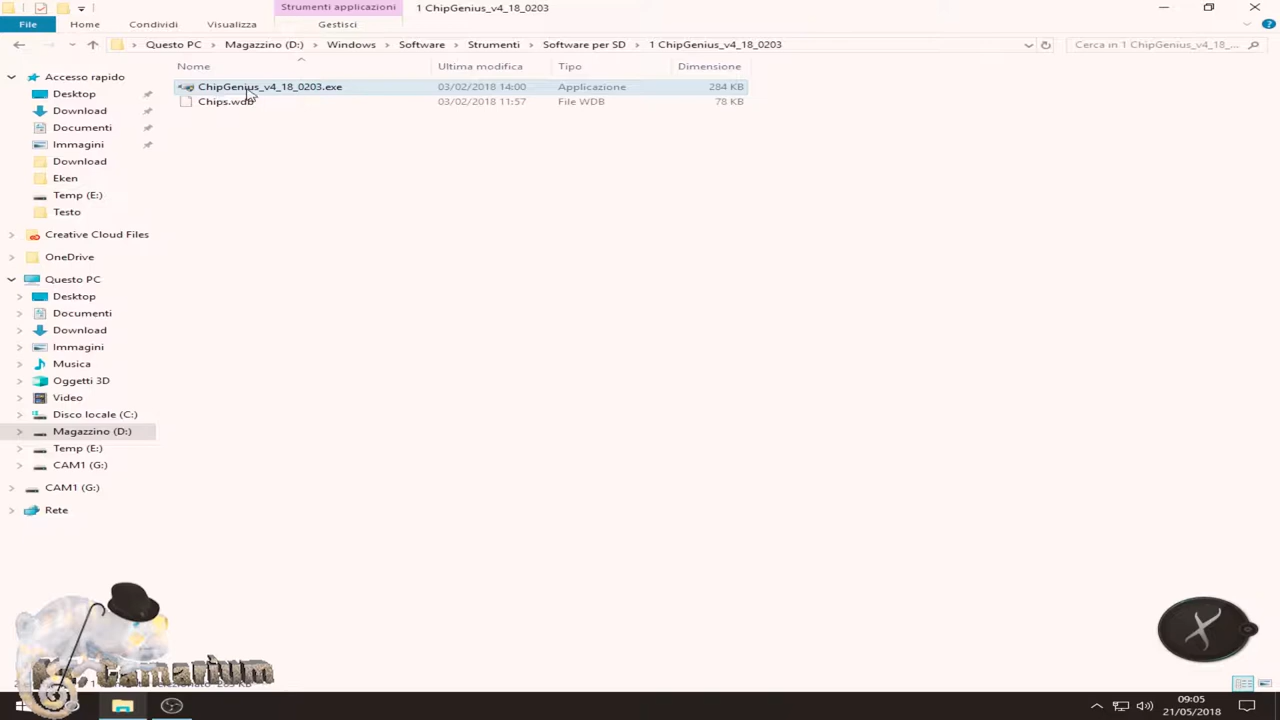 Strumenti applicazioni 1 ChipGenius_v4_18_0203
File Home Condividi Visualizza Gestisci
Questo PC > Magazzino (D:) > Windows > Software > Strumenti > Software per SD > 1 ChipGenius_v4_18_0203
Cerca in 1 ChipGenius_v4_18_...
Nome Ultima modifica Tipo Dimensione
ChipGenius_v4_18_0203.exe 03/02/2018 14:00 Applicazione 284 KB
Chips.wdb 03/02/2018 11:57 File WDB 78 KB
Accesso rapido
Desktop
Download
Documenti
Immagini
Download
Eken
Temp (E:)
Testo
Creative Cloud Files
OneDrive
Questo PC
Desktop
Documenti
Download
Immagini
Musica
Oggetti 3D
Video
Disco locale (C:)
Magazzino (D:)
Temp (E:)
CAM1 (G:)
CAM1 (G:)
Rete
09:05
21/05/2018